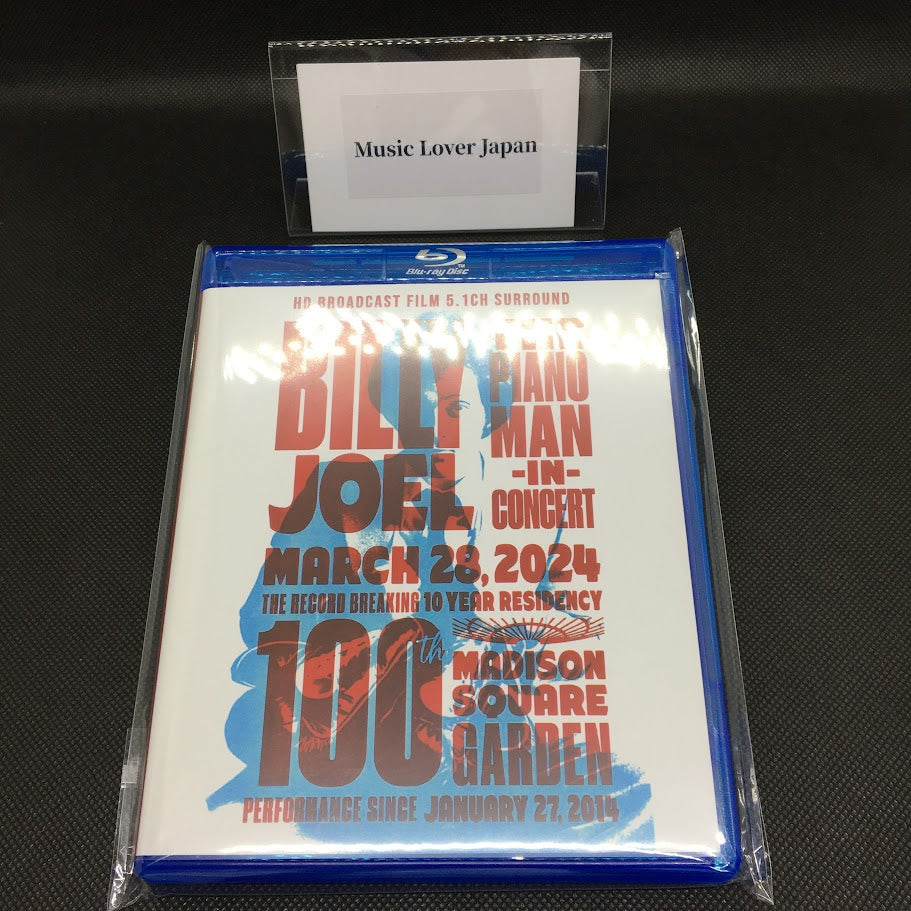 Music Lover Japan
Blu-ray Disc
HD BROADCAST FILM 5.1CH SURROUND
BILLY
JOEL
THE
PIANO
MAN
-IN-
CONCERT
MARCH 28, 2024
THE RECORD BREAKING 10 YEAR RESIDENCY
100th
MADISON
SQUARE
GARDEN
PERFORMANCE SINCE JANUARY 27, 2014